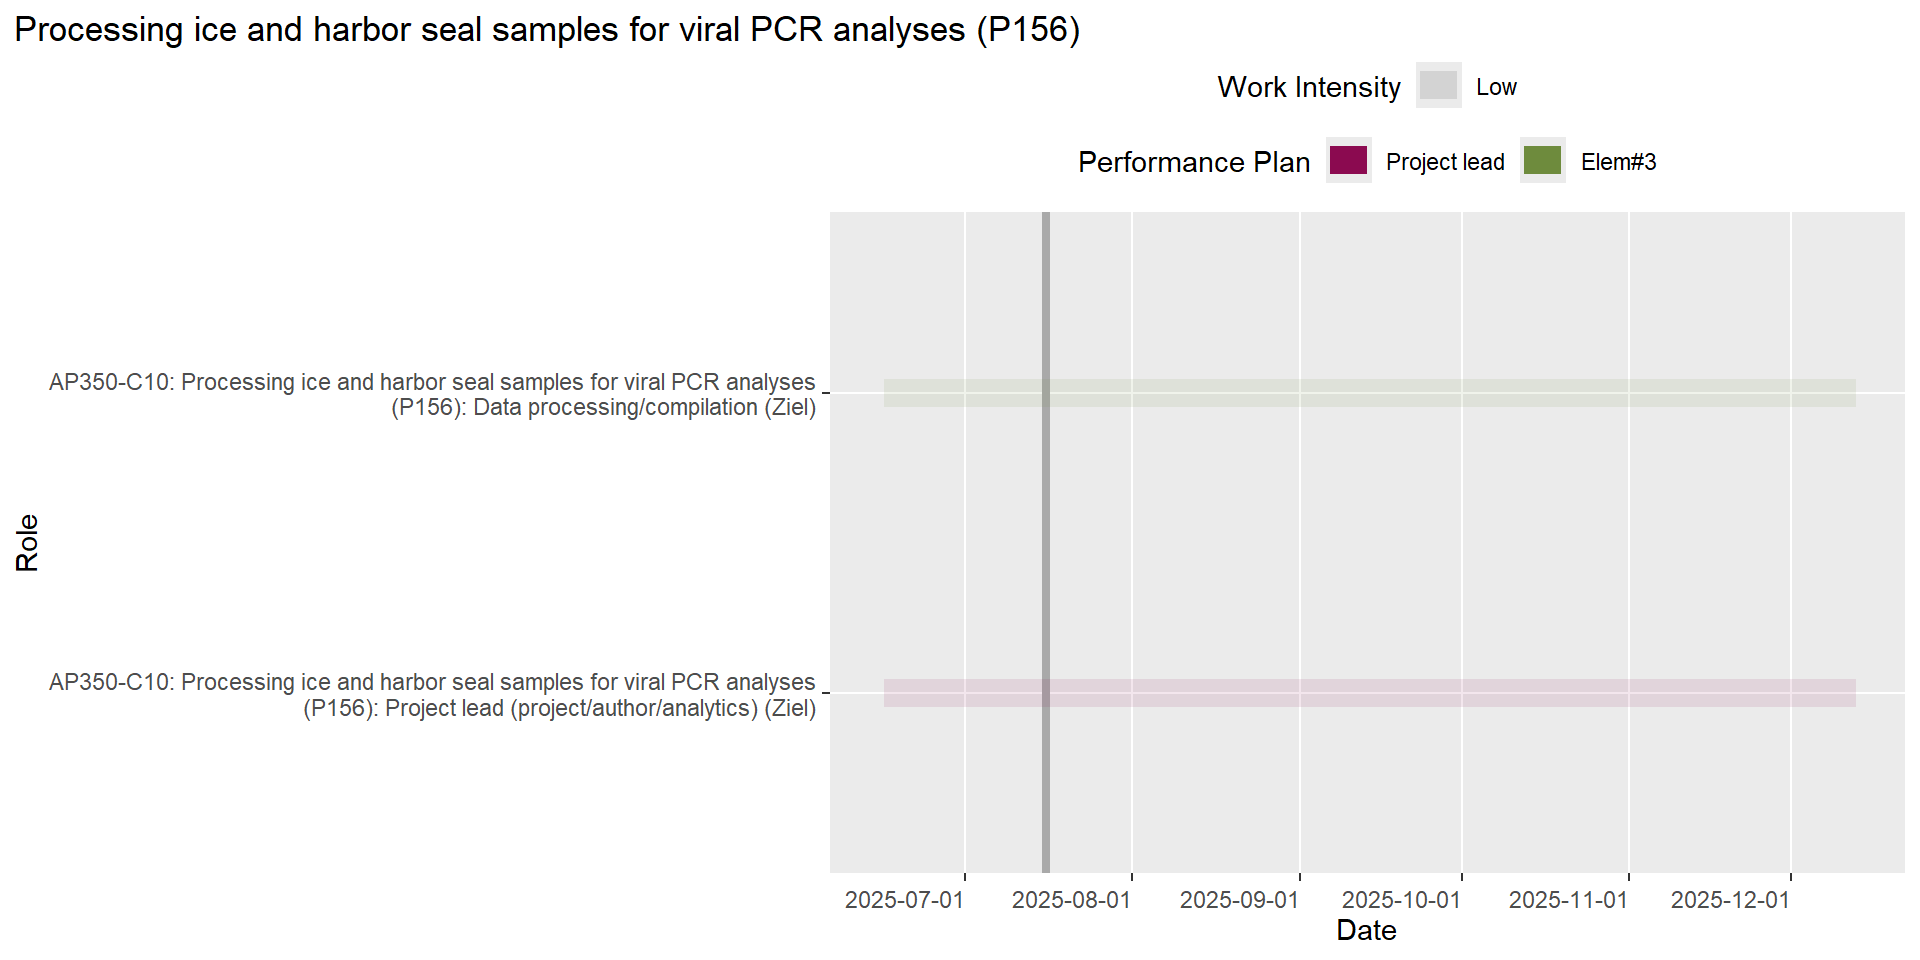 Processing ice and harbor seal samples for viral PCR analyses (P156)
Work Intensity Low
Performance Plan Project lead Elem#3
AP350-C10: Processing ice and harbor seal samples for viral PCR analyses
(P156): Data processing/compilation (Ziel)
Role
AP350-C10: Processing ice and harbor seal samples for viral PCR analyses
(P156): Project lead (project/author/analytics) (Ziel)
2025-07-01 2025-08-01 2025-09-01 2025-10-01 2025-11-01 2025-12-01
Date